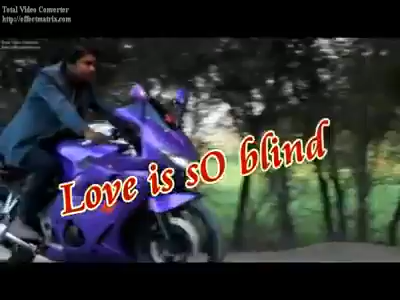 Total Video Converter
http://effectmatrix.com
Love is sO blind